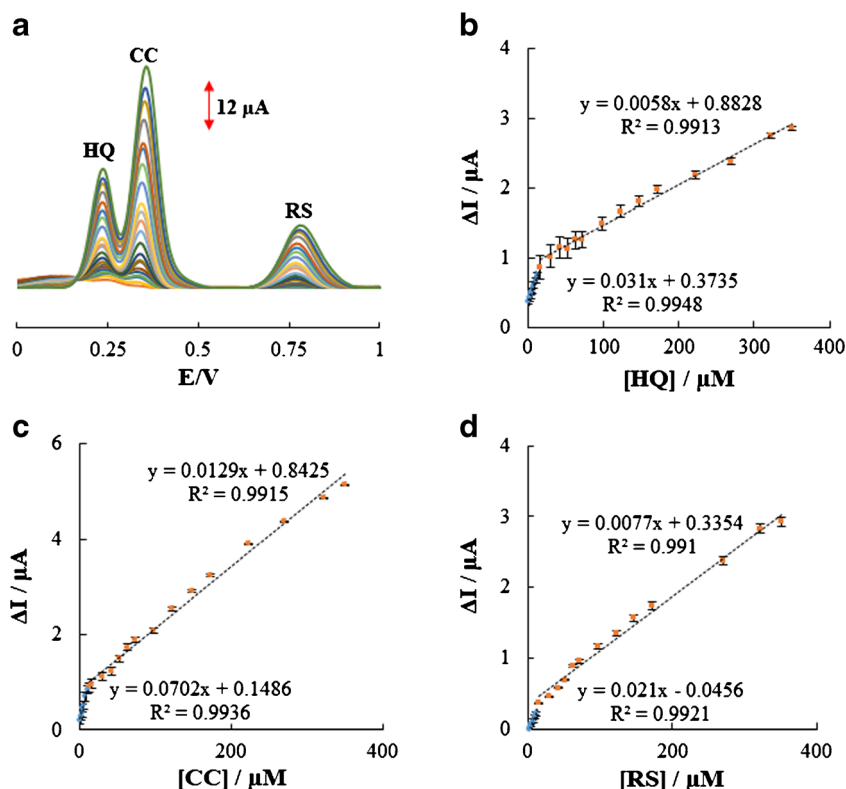 a
CC
HQ
12 µA
RS
0 0.25 0.5 0.75 1
E/V
b
4
3
2
1
0
ΔI / µA
y = 0.0058x + 0.8828
R² = 0.9913
y = 0.031x + 0.3735
R² = 0.9948
0 100 200 300 400
[HQ] / µM
c
6
4
2
0
ΔI / µA
y = 0.0129x + 0.8425
R² = 0.9915
y = 0.0702x + 0.1486
R² = 0.9936
0 200 400
[CC] / µM
d
4
3
2
1
0
ΔI / µA
y = 0.0077x + 0.3354
R² = 0.991
y = 0.021x - 0.0456
R² = 0.9921
0 200 400
[RS] / µM